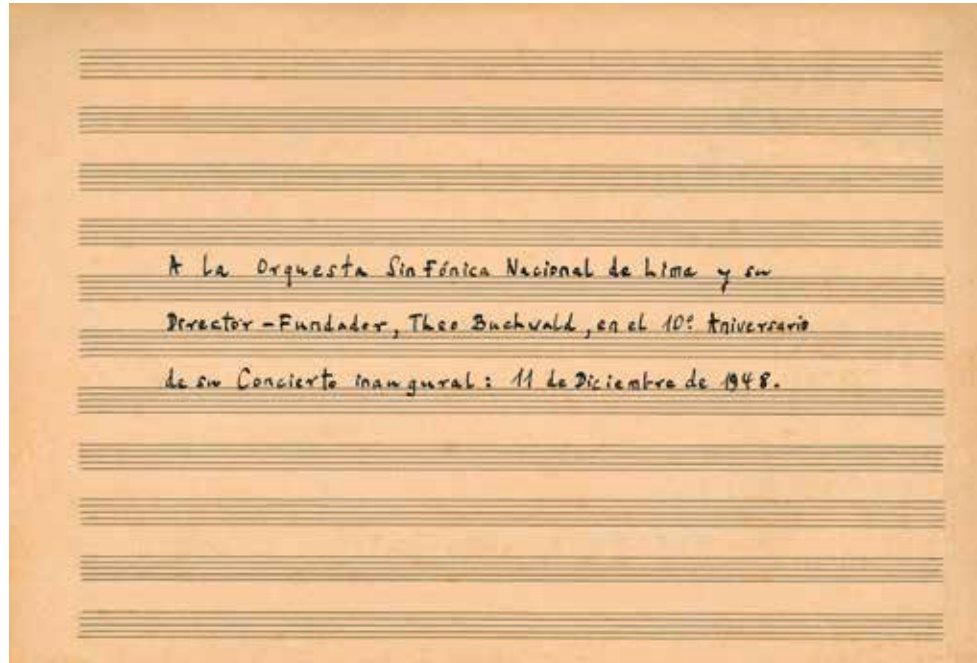 A La Orquesta Sinfónica Nacional de Lima y su
Director-Fundador, Theo Buchwald, en el 10º Aniversario
de su Concierto inaugural: 11 de Diciembre de 1948.